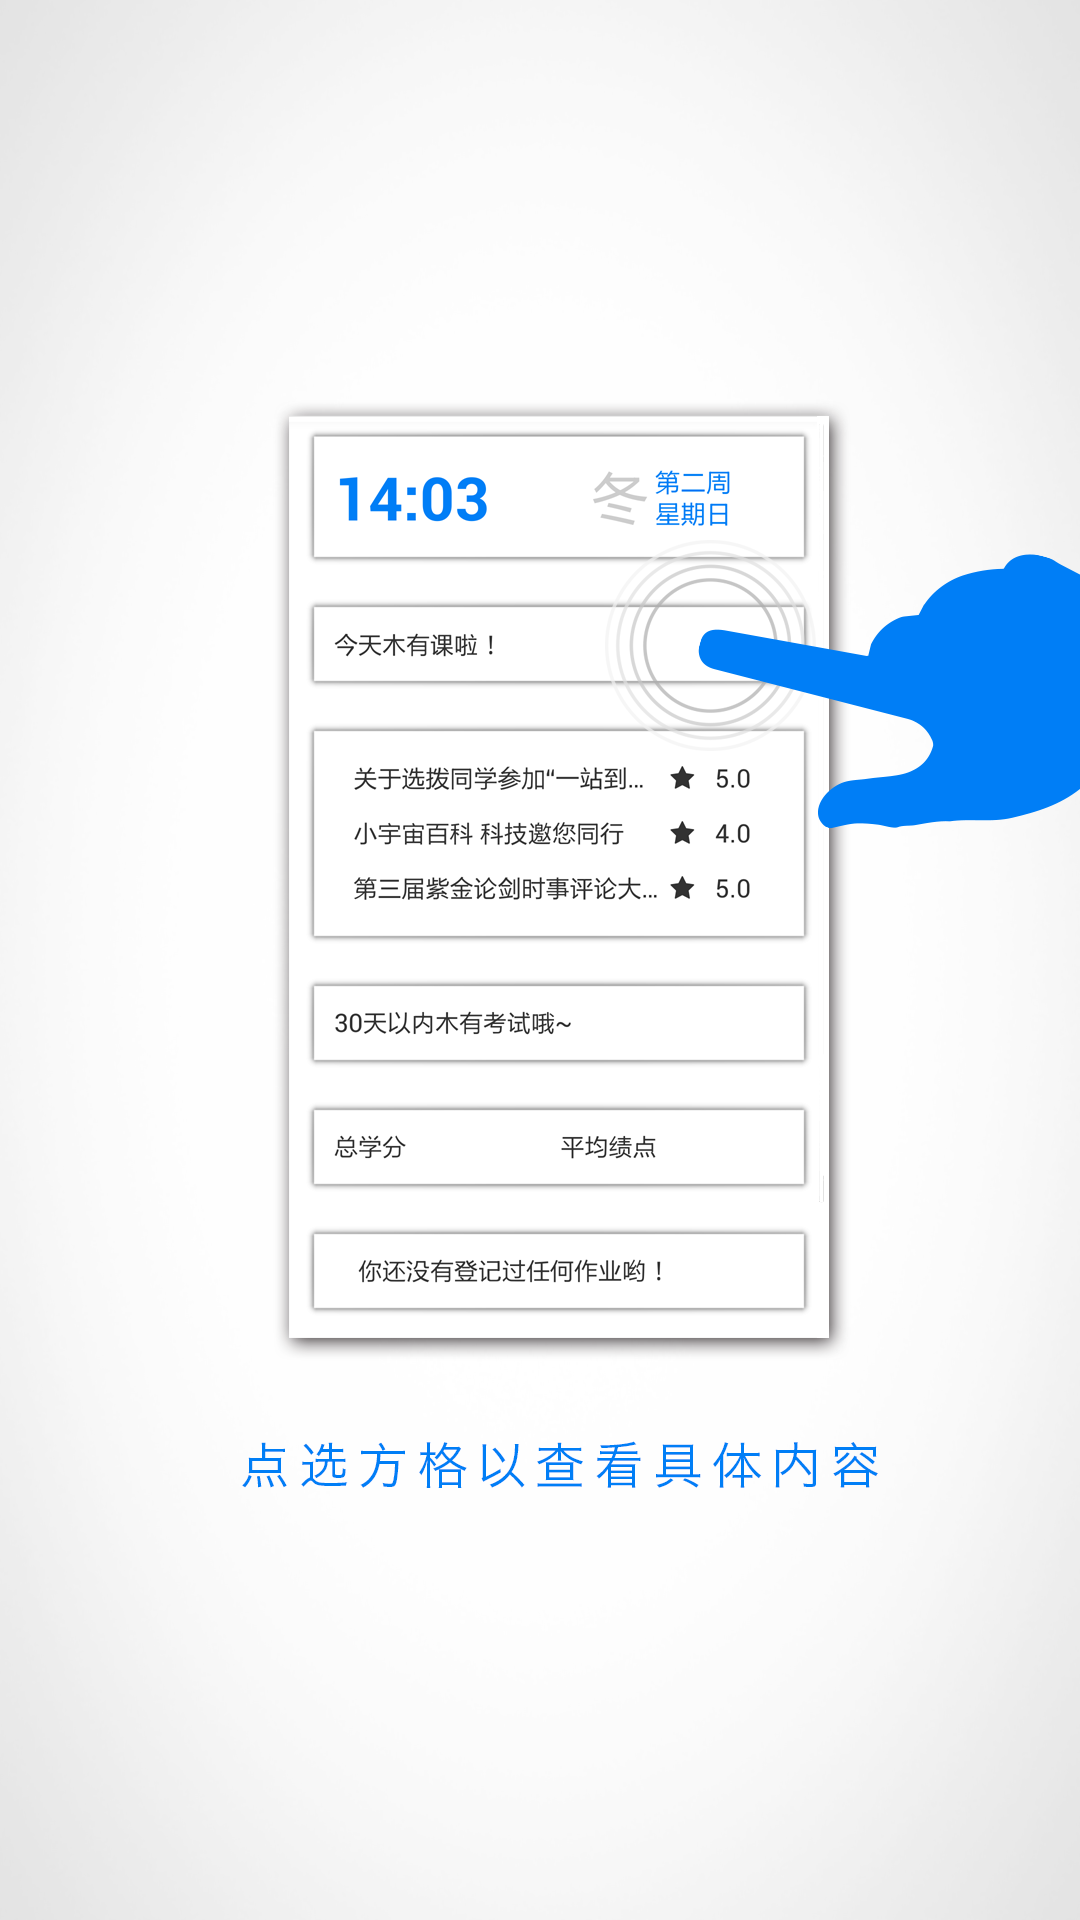 14:03
冬
第二周
星期日
今天木有课啦！
关于选拨同学参加“一站到... ★ 5.0
小宇宙百科 科技邀您同行 ★ 4.0
第三届紫金论剑时事评论大... ★ 5.0
30天以内木有考试哦~
总学分 平均绩点
你还没有登记过任何作业哟！
点选方格以查看具体内容